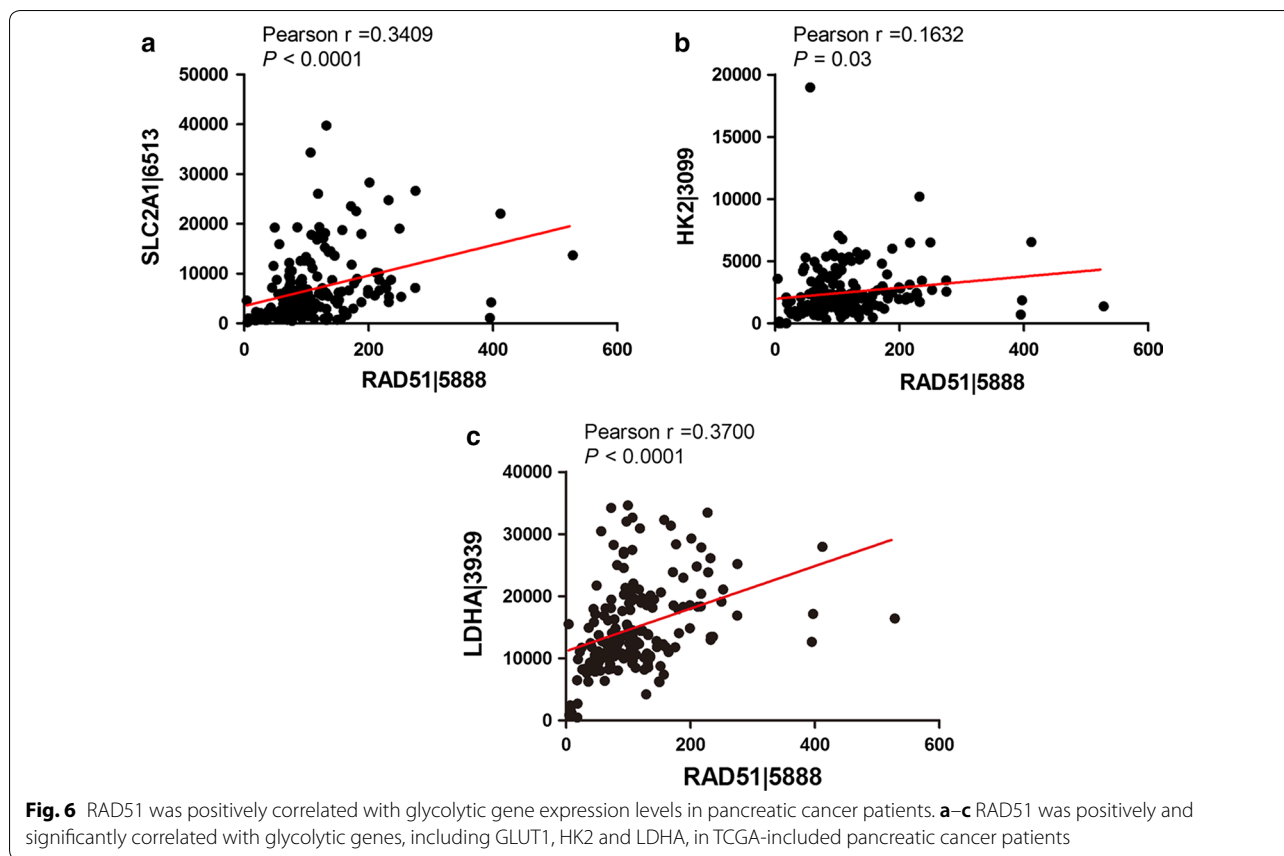 a
Pearson r =0.3409
P < 0.0001
50000
40000
30000
20000
10000
0
SLC2A1|6513
0 200 400 600
RAD51|5888
b
Pearson r =0.1632
P = 0.03
20000
15000
10000
5000
0
HK2|3099
0 200 400 600
RAD51|5888
c
Pearson r =0.3700
P < 0.0001
40000
30000
20000
10000
0
LDHA|3939
0 200 400 600
RAD51|5888
Fig. 6 RAD51 was positively correlated with glycolytic gene expression levels in pancreatic cancer patients. a–c RAD51 was positively and
significantly correlated with glycolytic genes, including GLUT1, HK2 and LDHA, in TCGA-included pancreatic cancer patients